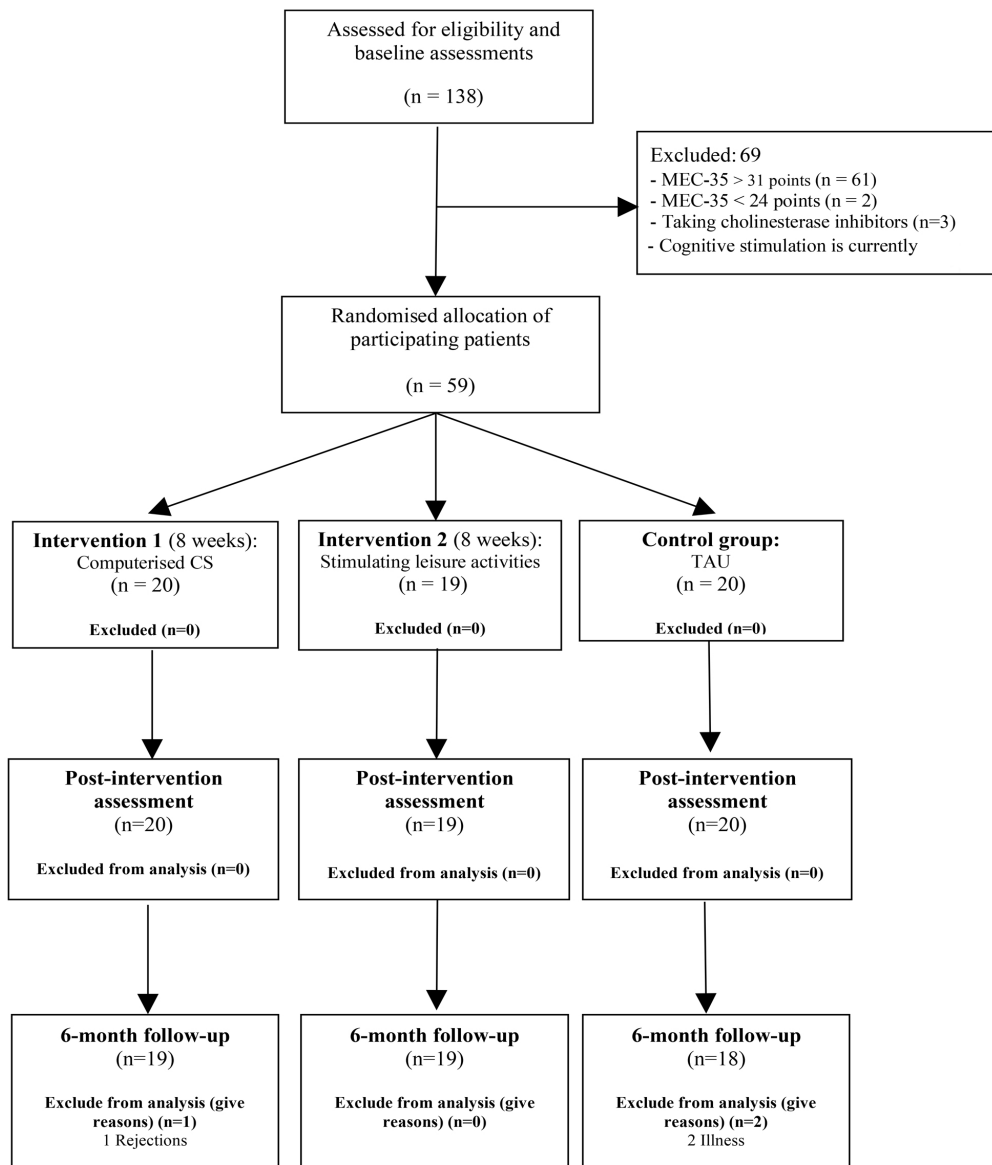 Assessed for eligibility and
baseline assessments
(n = 138)
Excluded: 69
- MEC-35 > 31 points (n = 61)
- MEC-35 < 24 points (n = 2)
- Taking cholinesterase inhibitors (n=3)
- Cognitive stimulation is currently
Randomised allocation of
participating patients
(n = 59)
Intervention 1 (8 weeks):
Computerised CS
(n = 20)
Excluded (n=0)
Intervention 2 (8 weeks):
Stimulating leisure activities
(n = 19)
Excluded (n=0)
Control group:
TAU
(n = 20)
Excluded (n=0)
Post-intervention
assessment
(n=20)
Excluded from analysis (n=0)
Post-intervention
assessment
(n=19)
Excluded from analysis (n=0)
Post-intervention
assessment
(n=20)
Excluded from analysis (n=0)
6-month follow-up
(n=19)
Exclude from analysis (give
reasons) (n=1)
1 Rejections
6-month follow-up
(n=19)
Exclude from analysis (give
reasons) (n=0)
6-month follow-up
(n=18)
Exclude from analysis (give
reasons) (n=2)
2 Illness